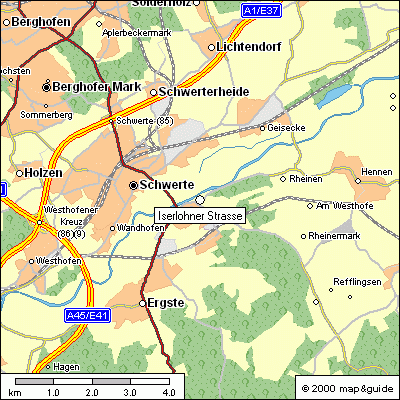 Solderholz
A1/E37
Berghofen
Aplerbeckermark
Lichtendorf
chsten
Berghofer Mark
Schwerterheide
Sommerberg
Schwerte-(85)
Geisecke
Holzen
Schwerte
Rheinen
Hennen
Westhofener
Kreuz
(86)(9)
Iserlohner Strasse
Am Westhofe
Wandhofen
Rheinermark
Westhofen
Refflingsen
A45/E41
Ergste
Hagen
km 1.0 2.0 3.0 4.0
© 2000 map&guide